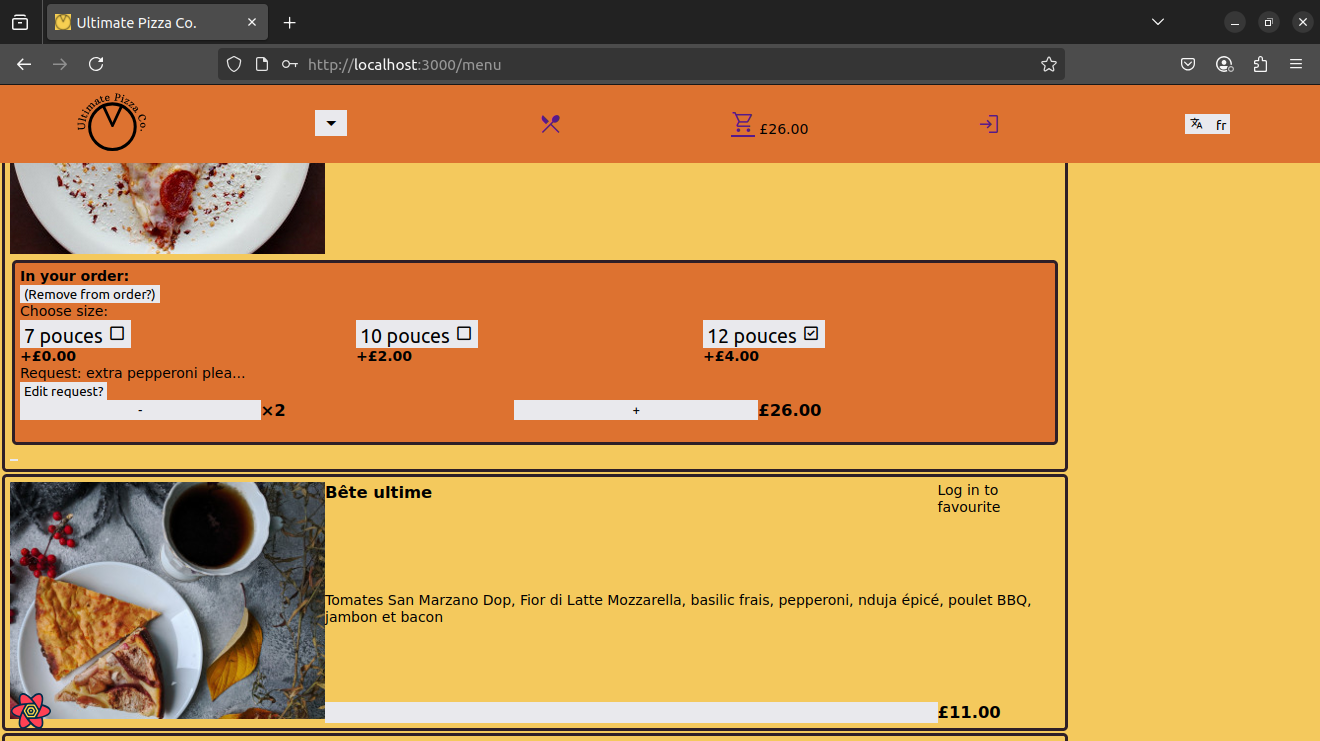 Ultimate Pizza Co.
http://localhost:3000/menu
Ultimate Pizza Co.
£26.00
fr
In your order:
(Remove from order?)
Choose size:
7 pouces
10 pouces
12 pouces
+£0.00
+£2.00
+£4.00
Request: extra pepperoni plea...
Edit request?
-
×2
+
£26.00
Bête ultime
Log in to
favourite
Tomates San Marzano Dop, Fior di Latte Mozzarella, basilic frais, pepperoni, nduja épicé, poulet BBQ,
jambon et bacon
£11.00